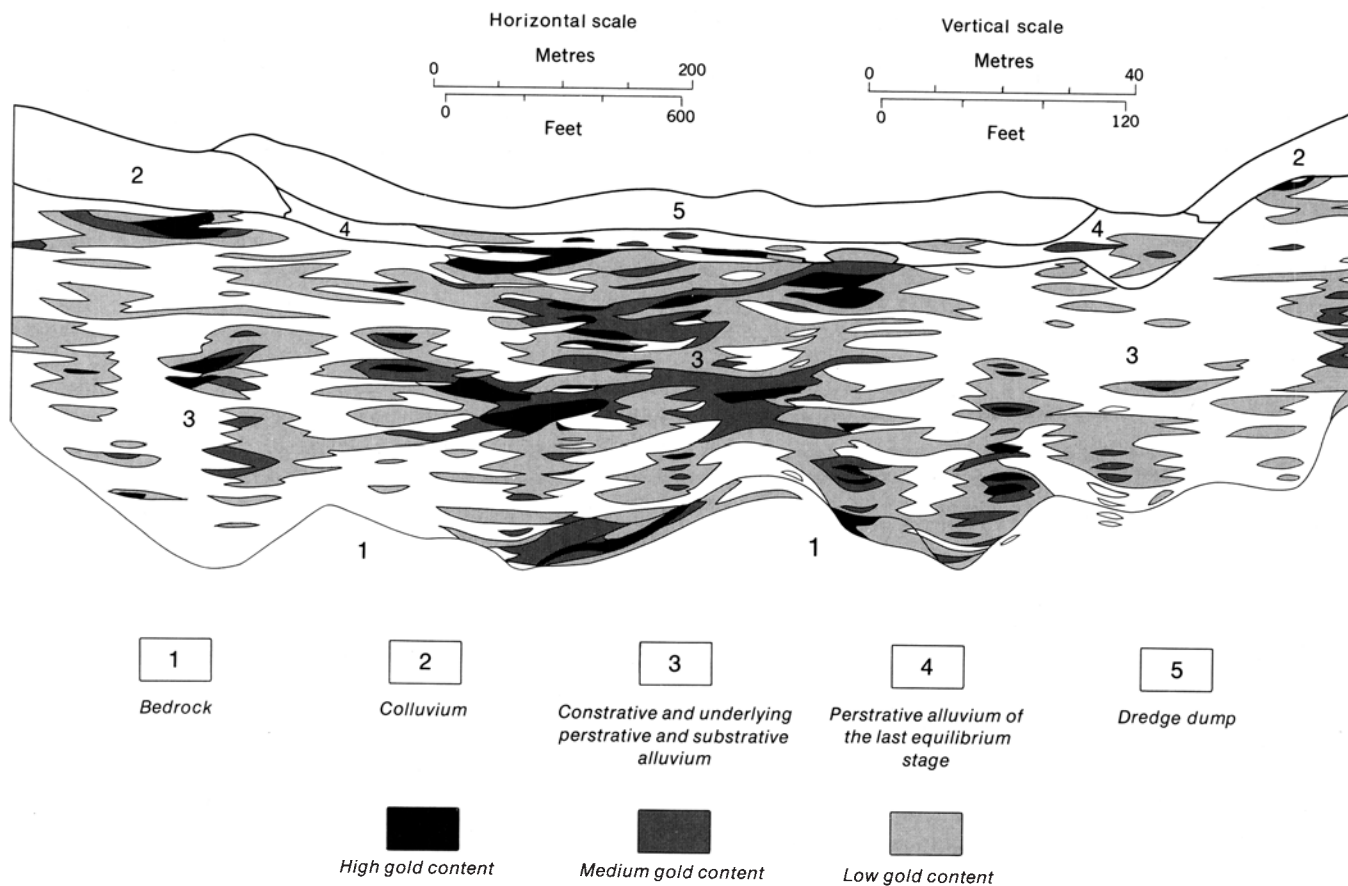 Horizontal scale
Metres
0 200
0 600
Feet
Vertical scale
Metres
0 40
0 120
Feet
2
2
5
4
4
3
3
3
1
1
1
2
3
4
5
Bedrock
Colluvium
Constrative and underlying
perstrative and substrative
alluvium
Perstrative alluvium of
the last equilibrium
stage
Dredge dump
High gold content
Medium gold content
Low gold content